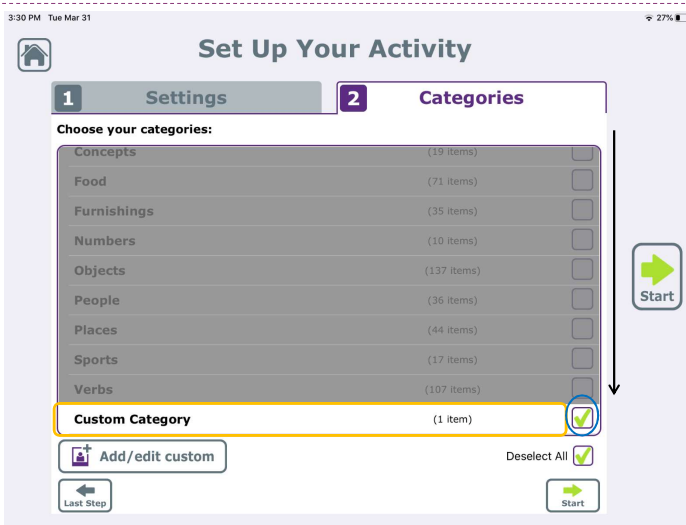 3:30 PM Tue Mar 31 27%
Set Up Your Activity
1 Settings 2 Categories
Choose your categories:
Concepts (19 items)
Food (71 items)
Furnishings (35 items)
Numbers (10 items)
Objects (137 items)
People (36 items)
Places (44 items)
Sports (17 items)
Verbs (107 items)
Custom Category (1 item)
Start
Add/edit custom Deselect All
Last Step Start